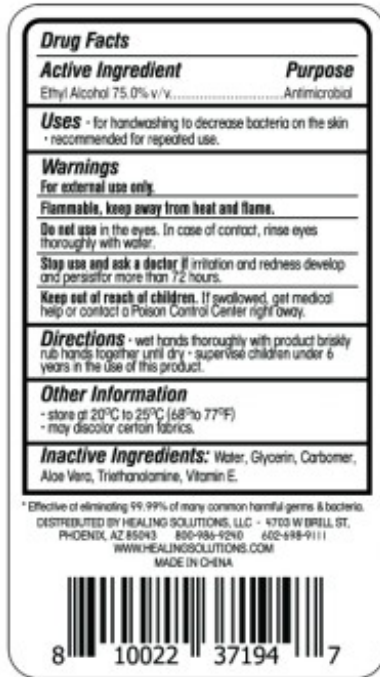 Drug Facts
Active Ingredient Purpose
Ethyl Alcohol 75.0% v/v..............................Antimicrobial
Uses - for handwashing to decrease bacteria on the skin
• recommended for repeated use.
Warnings
For external use only.
Flammable, keep away from heat and flame.
Do not use in the eyes. In case of contact, rinse eyes
thoroughly with water.
Stop use and ask a doctor if irritation and redness develop
and persistfor more than 72 hours.
Keep out of reach of children. If swallowed, get medical
help or contact a Poison Control Center right away.
Directions • wet hands thoroughly with product briskly
rub hands together until dry • supervise children under 6
years in the use of this product.
Other Information
- store at 20°C to 25°C (68°to 77°F)
- may discolor certain fabrics.
Inactive Ingredients: Water, Glycerin, Carbomer,
Aloe Vera, Triethanolamine, Vitamin E.
* Effective at eliminating 99.99% of many common harmful germs & bacteria.
DISTRIBUTED BY HEALING SOLUTIONS, LLC - 4703 W BRILL ST,
PHOENIX, AZ 85043 800-986-9240 602-698-9111
WWW.HEALINGSOLUTIONS.COM
MADE IN CHINA
8 10022 37194 7